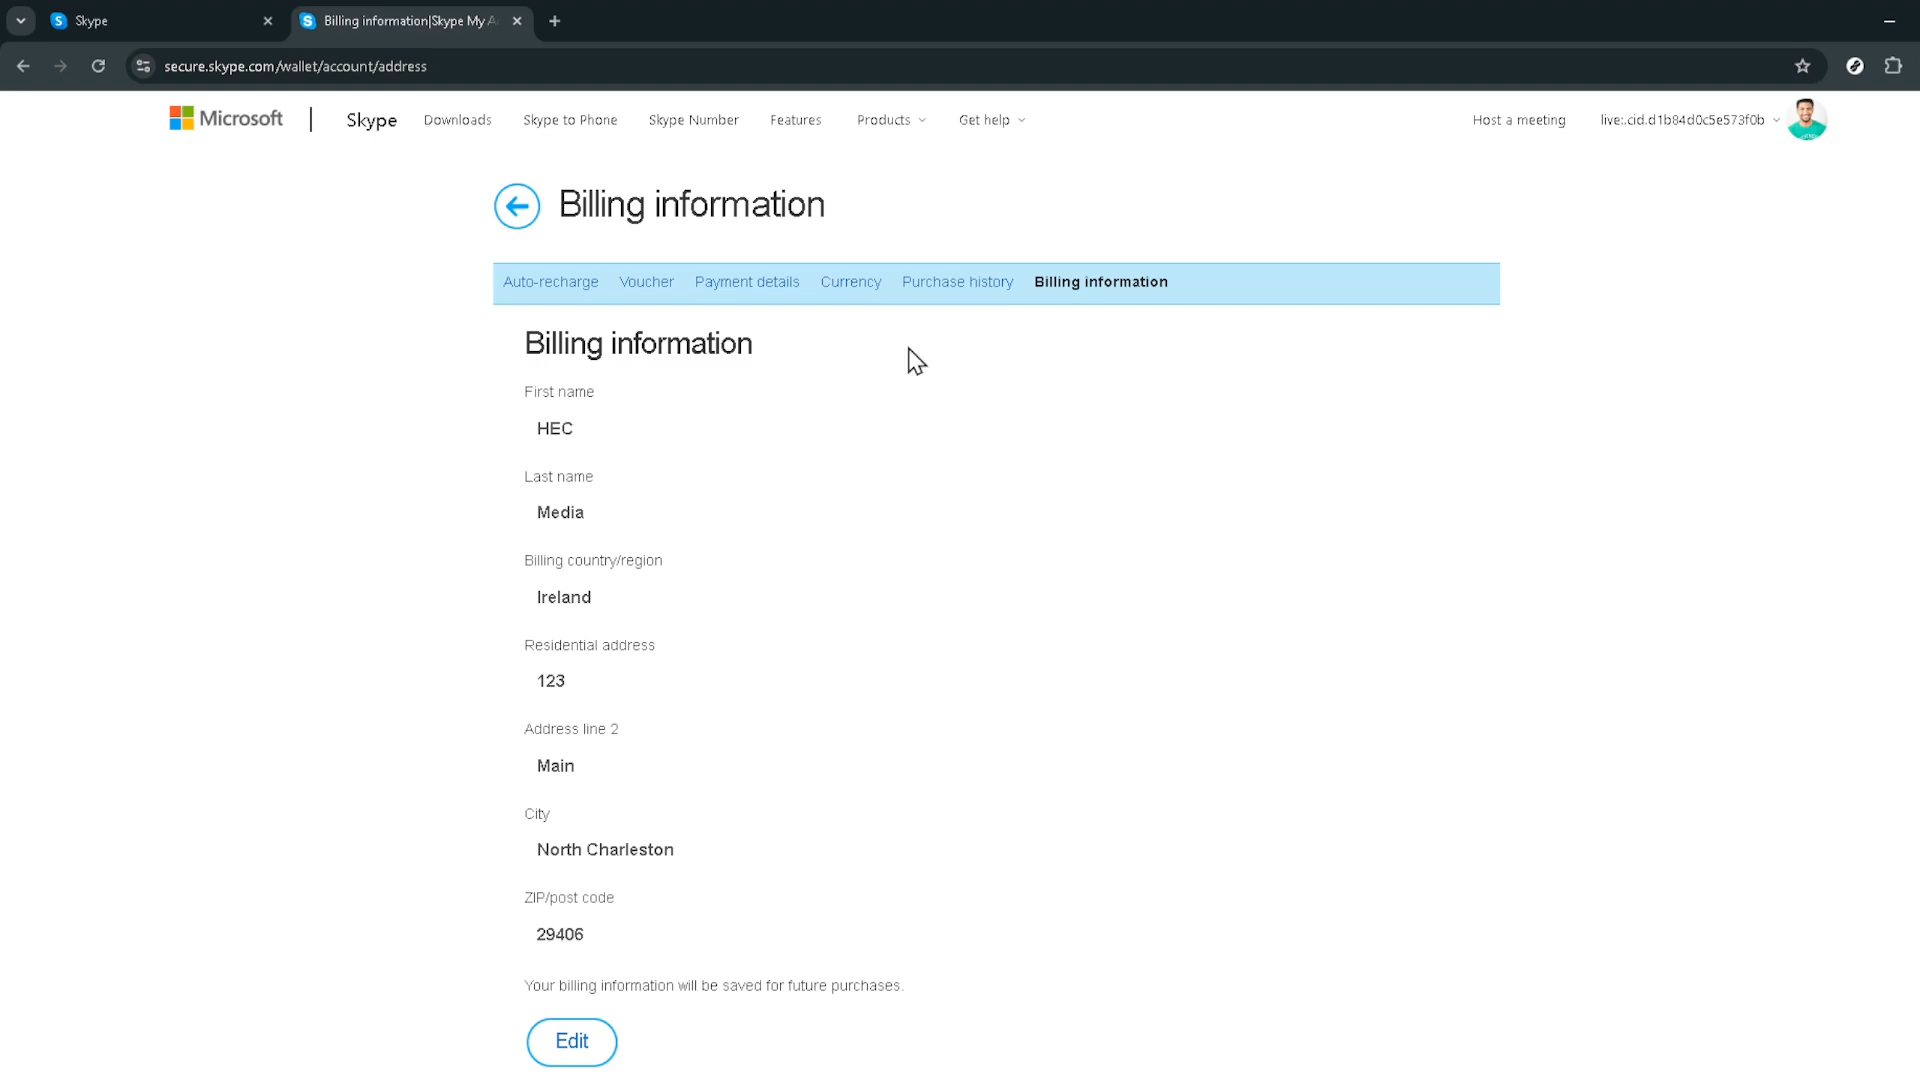 Skype
Billing information|Skype My A
secure.skype.com/wallet/account/address
Microsoft
Skype
Downloads
Skype to Phone
Skype Number
Features
Products
Get help
Host a meeting
live:.cid.d1b84d0c5e573f0b
Billing information
Auto-recharge
Voucher
Payment details
Currency
Purchase history
Billing information
Billing information
First name
HEC
Last name
Media
Billing country/region
Ireland
Residential address
123
Address line 2
Main
City
North Charleston
ZIP/post code
29406
Your billing information will be saved for future purchases.
Edit